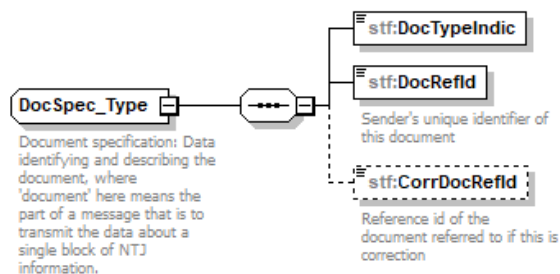 stf:DocTypeIndic
stf:DocRefId
Sender's unique identifier of
this document
DocSpec_Type
Document specification: Data
identifying and describing the
document, where
'document' here means the
part of a message that is to
transmit the data about a
single block of NTJ
information.
stf:CorrDocRefId
Reference id of the
document referred to if this is
correction